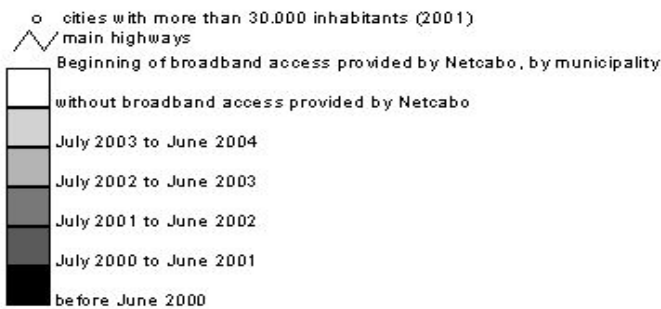 cities with more than 30.000 inhabitants (2001)
main highways
Beginning of broadband access provided by Netcabo, by municipality
without broadband access provided by Netcabo
July 2003 to June 2004
July 2002 to June 2003
July 2001 to June 2002
July 2000 to June 2001
before June 2000